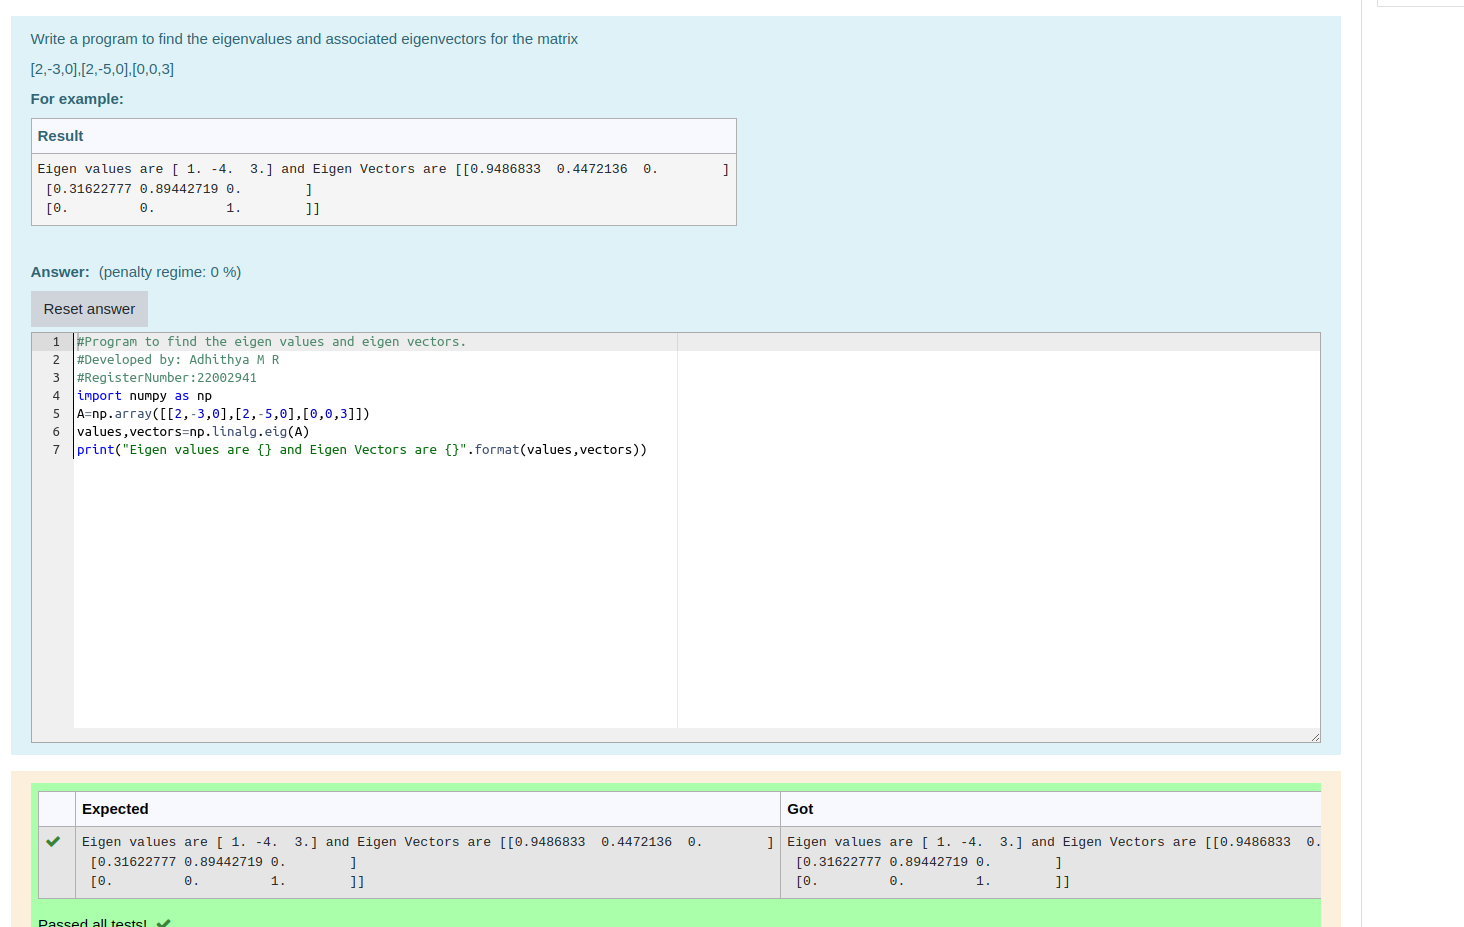 Write a program to find the eigenvalues and associated eigenvectors for the matrix
[2,-3,0],[2,-5,0],[0,0,3]
For example:
Result
Eigen values are [ 1. -4.  3.] and Eigen Vectors are [[0.9486833  0.4472136  0.        ]
 [0.31622777 0.89442719 0.        ]
 [0.         0.         1.        ]]
Answer: (penalty regime: 0 %)
Reset answer
1 #Program to find the eigen values and eigen vectors.
2 #Developed by: Adhithya M R
3 #RegisterNumber:22002941
4 import numpy as np
5 A=np.array([[2,-3,0],[2,-5,0],[0,0,3]])
6 values,vectors=np.linalg.eig(A)
7 print("Eigen values are {} and Eigen Vectors are {}".format(values,vectors))
Expected Got
Eigen values are [ 1. -4.  3.] and Eigen Vectors are [[0.9486833  0.4472136  0.        ] Eigen values are [ 1. -4.  3.] and Eigen Vectors are [[0.9486833  0.
 [0.31622777 0.89442719 0.        ] [0.31622777 0.89442719 0.        ]
 [0.         0.         1.        ]] [0.         0.         1.        ]]
Passed all tests!